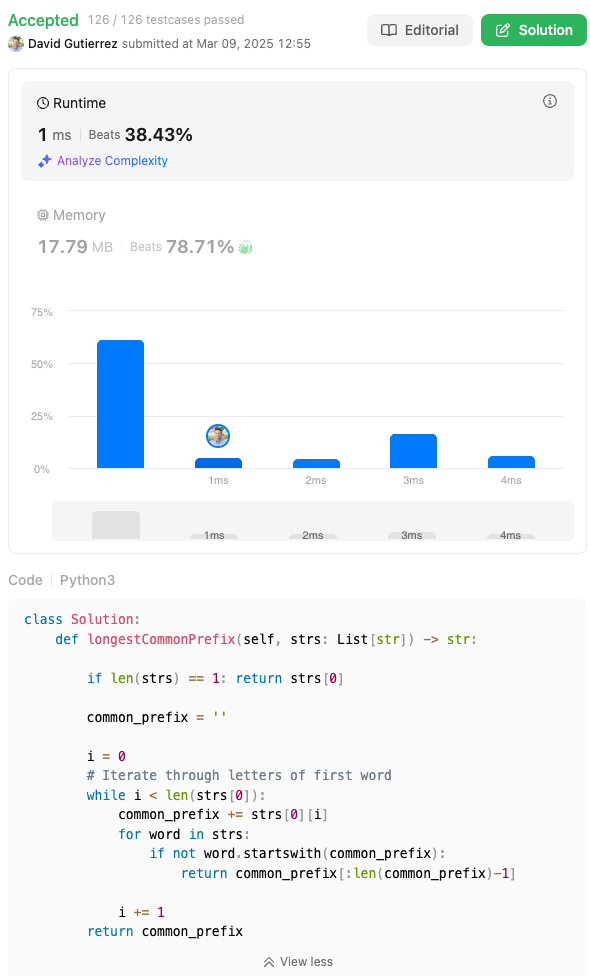 Accepted 126 / 126 testcases passed
David Gutierrez submitted at Mar 09, 2025 12:55
Editorial
Solution
Runtime
1 ms Beats 38.43%
Analyze Complexity
Memory
17.79 MB Beats 78.71%
75%
50%
25%
0%
1ms 2ms 3ms 4ms
1ms 2ms 3ms 4ms
Code Python3
class Solution:
    def longestCommonPrefix(self, strs: List[str]) -> str:
        if len(strs) == 1: return strs[0]
        common_prefix = ''
        i = 0
        # Iterate through letters of first word
        while i < len(strs[0]):
            common_prefix += strs[0][i]
            for word in strs:
                if not word.startswith(common_prefix):
                    return common_prefix[:len(common_prefix)-1]
            i += 1
        return common_prefix
View less